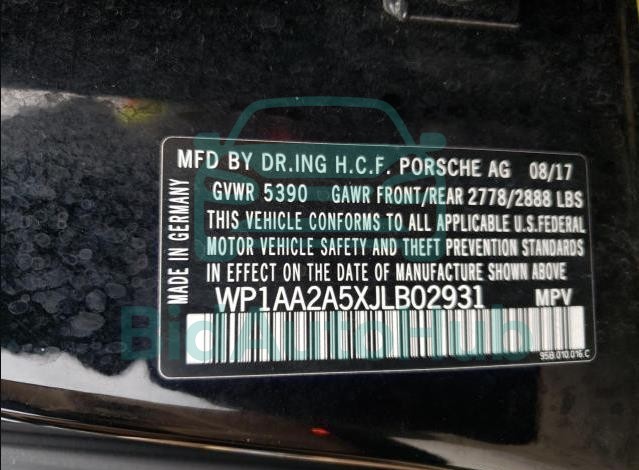 MFD BY DR.ING H.C.F. PORSCHE AG 08/17
GVWR 5390 GAWR FRONT/REAR 2778/2888 LBS
THIS VEHICLE CONFORMS TO ALL APPLICABLE U.S.FEDERAL
MOTOR VEHICLE SAFETY AND THEFT PREVENTION STANDARDS
IN EFFECT ON THE DATE OF MANUFACTURE SHOWN ABOVE
WP1AA2A5XJLB02931 MPV
95B.010.016.C
MADE IN GERMANY
BidAutoHub